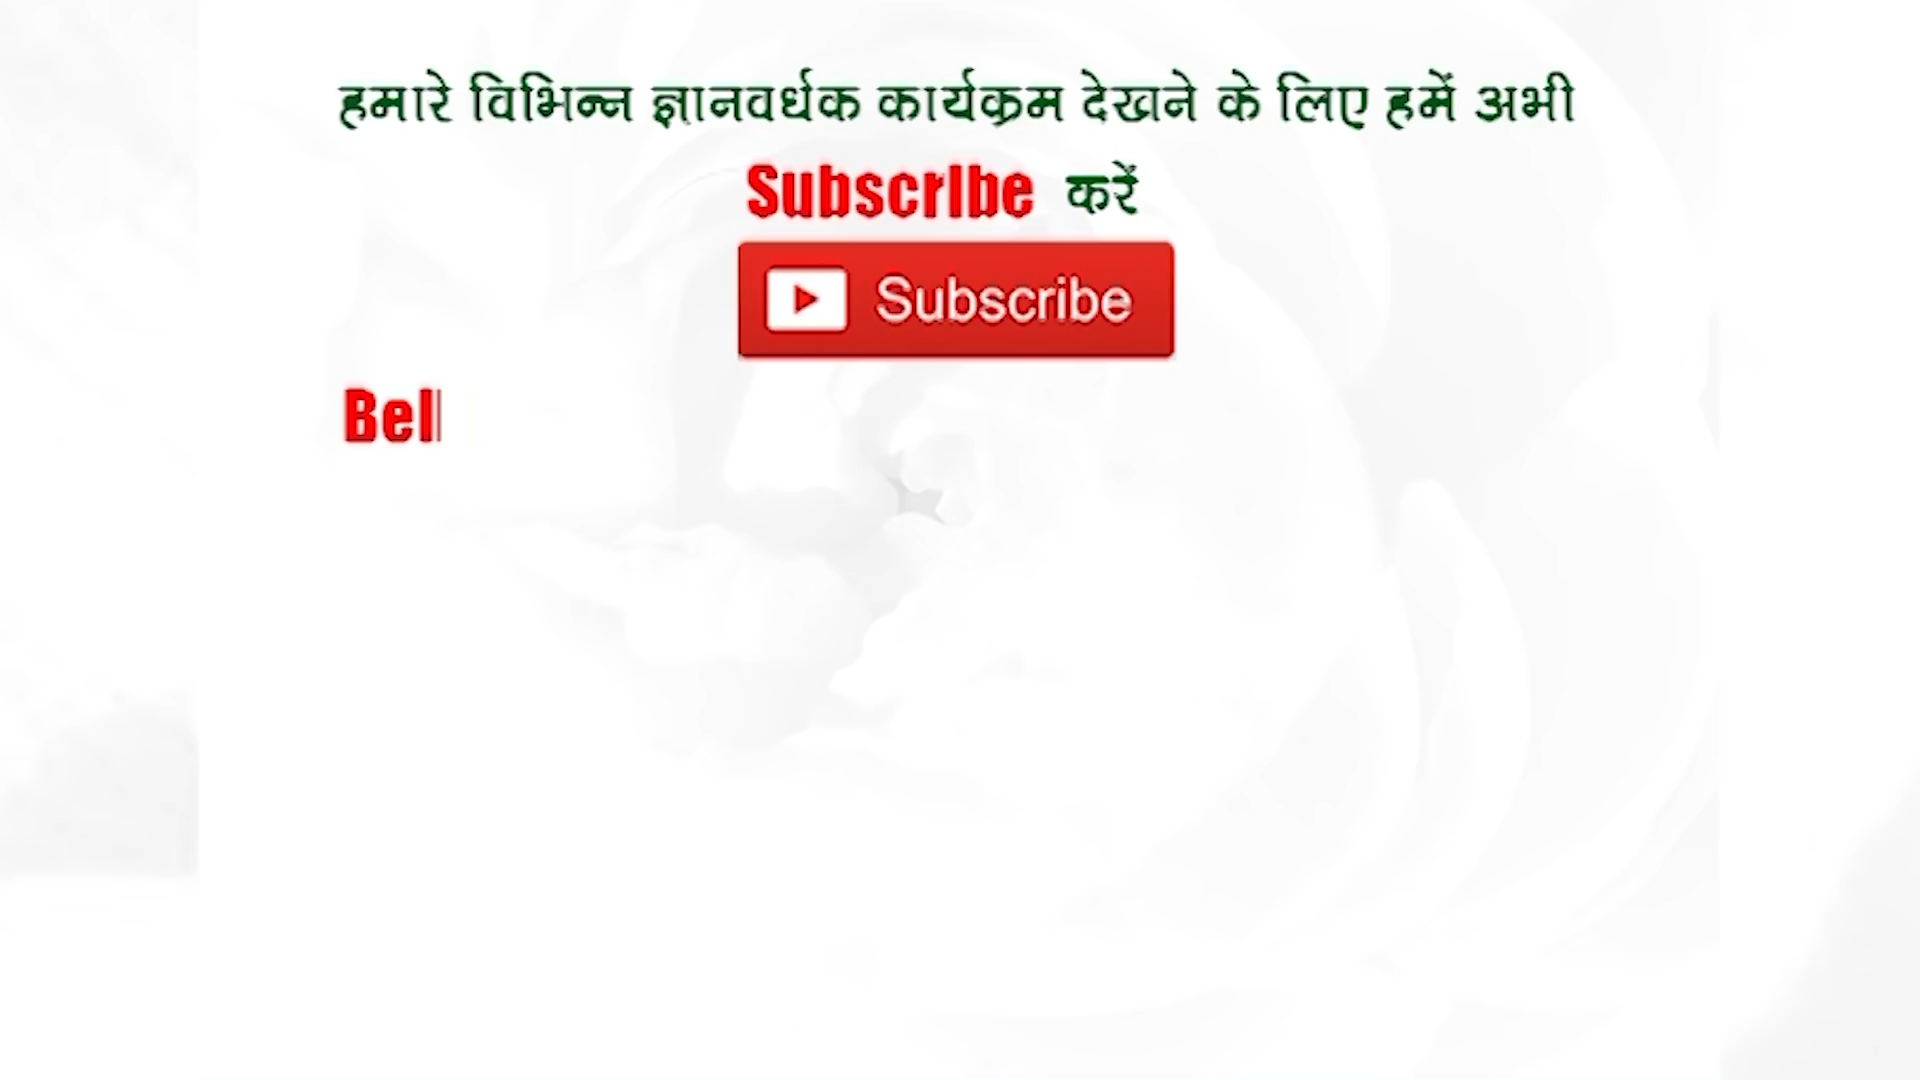 हमारे विभिन्न ज्ञानवर्धक कार्यक्रम देखने के लिए हमें अभी
Subscribe करें
Subscribe
Bell